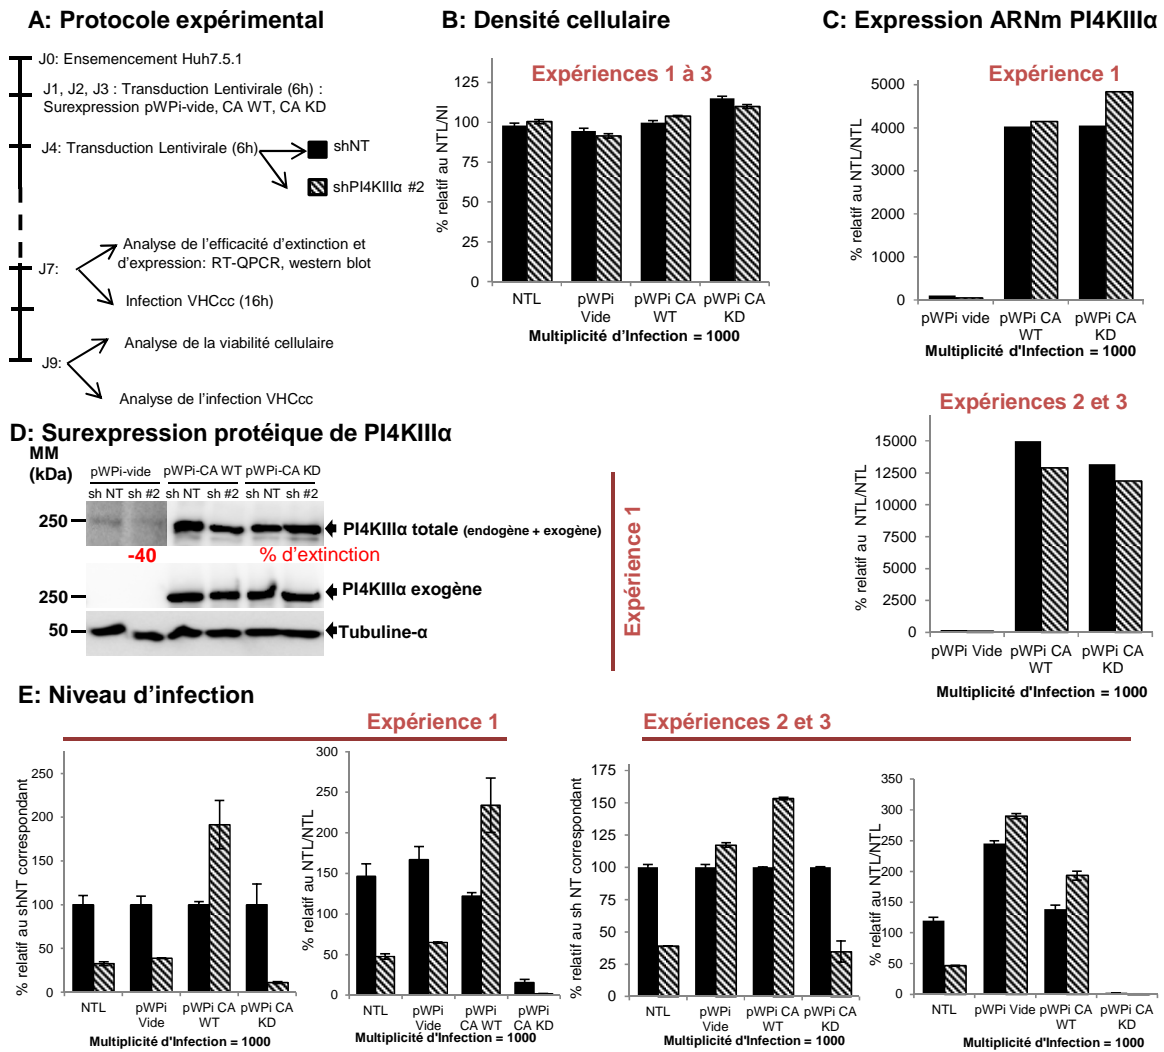 A: Protocole expérimental
J0: Ensemencement Huh7.5.1
J1, J2, J3 : Transduction Lentivirale (6h) :
Surexpression pWPi-vide, CA WT, CA KD
J4: Transduction Lentivirale (6h)
shNT
shPI4KIIIα #2
J7:
Analyse de l'efficacité d'extinction et
d'expression: RT-QPCR, western blot
Infection VHCcc (16h)
J9:
Analyse de la viabilité cellulaire
Analyse de l'infection VHCcc
B: Densité cellulaire
Expériences 1 à 3
% relatif au NTL/NI
125
100
75
50
25
0
NTL
pWPi Vide
pWPi CA WT
pWPi CA KD
Multiplicité d'Infection = 1000
C: Expression ARNm PI4KIIIα
Expérience 1
% relatif au NTL/NTL
5000
4000
3000
2000
1000
0
pWPi vide
pWPi CA WT
pWPi CA KD
Multiplicité d'Infection = 1000
Expériences 2 et 3
% relatif au NTL/NTL
15000
12500
10000
7500
5000
2500
0
pWPi Vide
pWPi CA WT
pWPi CA KD
Multiplicité d'Infection = 1000
D: Surexpression protéique de PI4KIIIα
MM
(kDa)
pWPi-vide pWPi-CA WT pWPi-CA KD
sh NT sh #2 sh NT sh #2 sh NT sh #2
250
PI4KIIIα totale (endogène + exogène)
-40 % d'extinction
250
PI4KIIIα exogène
50
Tubuline-α
Expérience 1
E: Niveau d'infection
Expérience 1
% relatif au shNT correspondant
250
200
150
100
50
0
NTL
pWPi Vide
pWPi CA WT
pWPi CA KD
Multiplicité d'Infection = 1000
% relatif au NTL/NTL
300
250
200
150
100
50
0
NTL
pWPi Vide
pWPi CA WT
pWPi CA KD
Multiplicité d'Infection = 1000
Expériences 2 et 3
% relatif au sh NT correspondant
175
150
125
100
75
50
25
0
NTL
pWPi Vide
pWPi CA WT
pWPi CA KD
Multiplicité d'Infection = 1000
% relatif au NTL/NTL
350
300
250
200
150
100
50
0
NTL
pWPi Vide
pWPi CA WT
pWPi CA KD
Multiplicité d'Infection = 1000